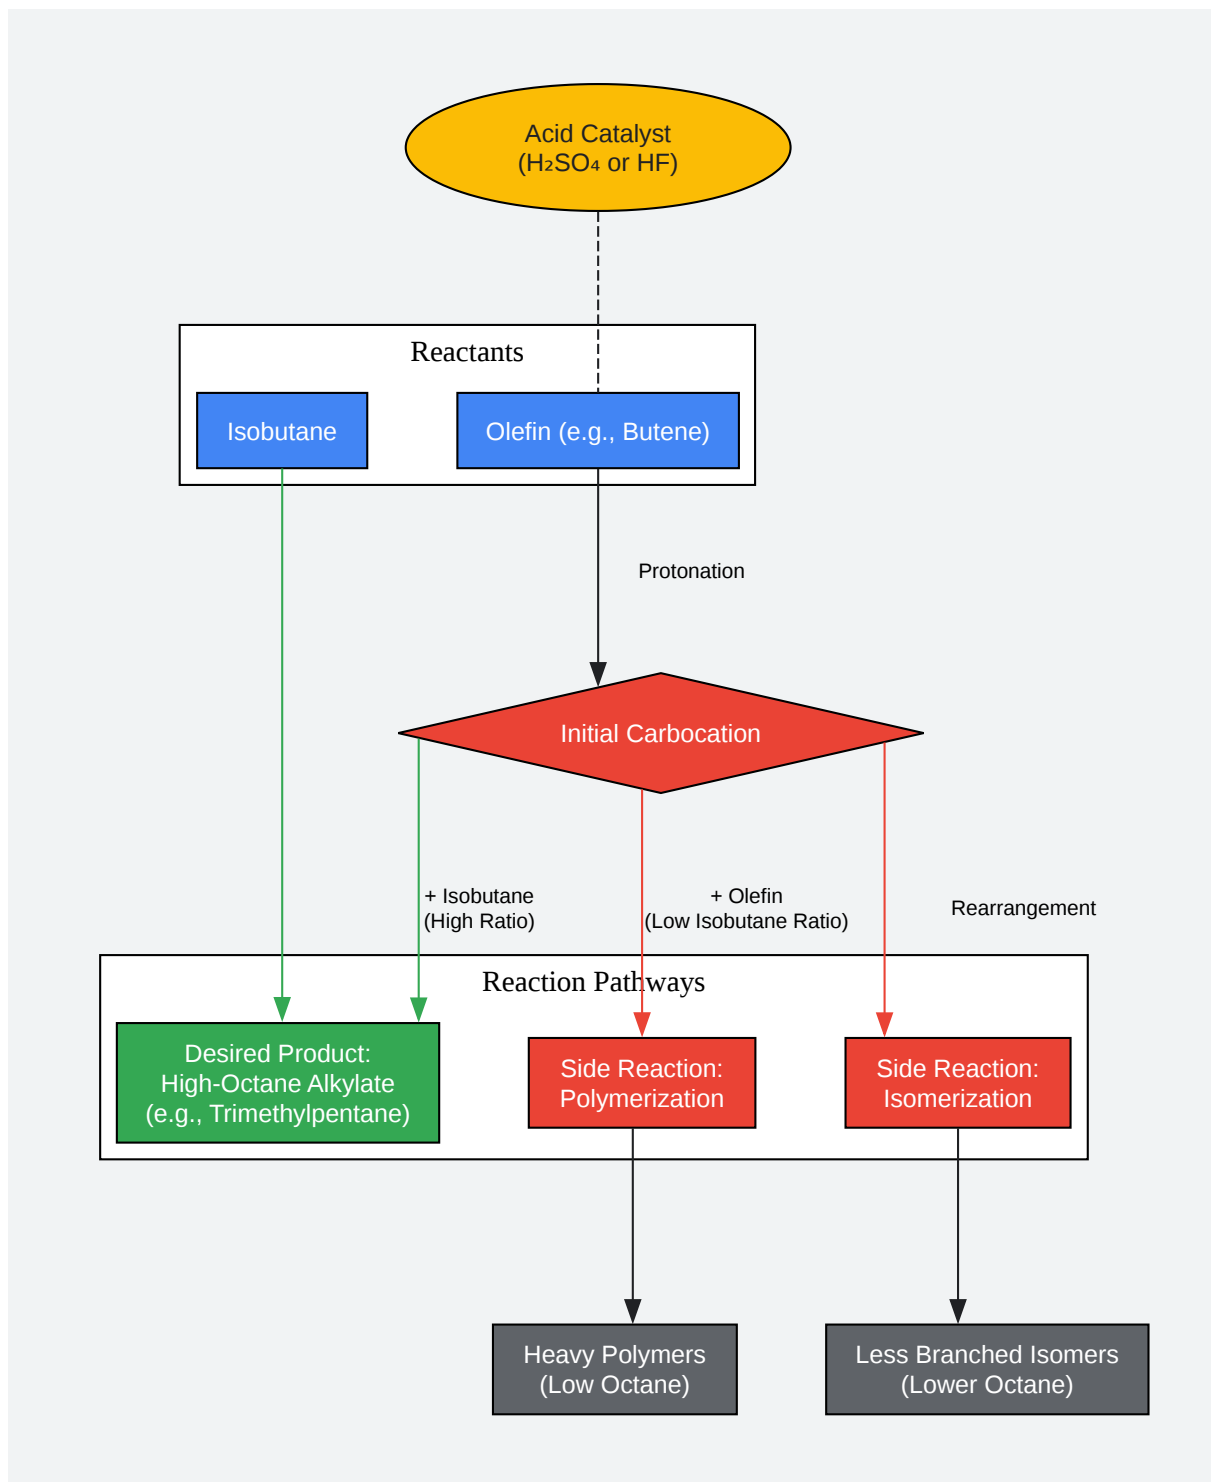 Acid Catalyst
(H₂SO₄ or HF)
Reactants
Isobutane
Olefin (e.g., Butene)
Protonation
Initial Carbocation
+ Isobutane
(High Ratio)
+ Olefin
(Low Isobutane Ratio)
Rearrangement
Reaction Pathways
Desired Product:
High-Octane Alkylate
(e.g., Trimethylpentane)
Side Reaction:
Polymerization
Side Reaction:
Isomerization
Heavy Polymers
(Low Octane)
Less Branched Isomers
(Lower Octane)